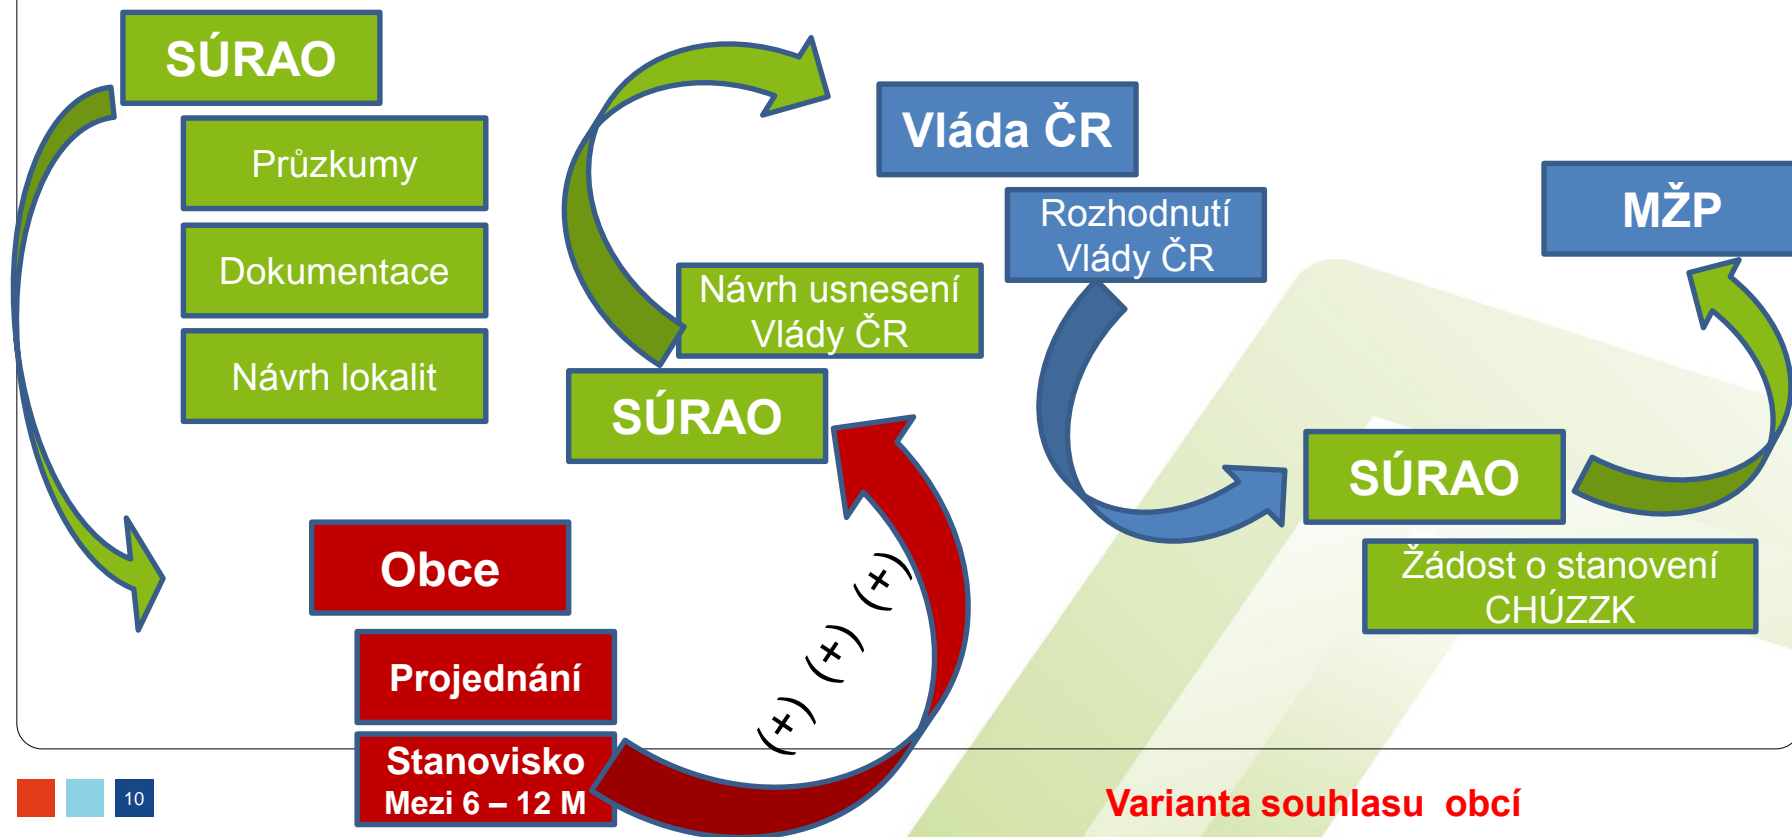 SÚRAO
Průzkumy
Dokumentace
Návrh lokalit
Obce
Projednání
Stanovisko
Mezi 6 – 12 M
(+) (+) (+)
SÚRAO
Návrh usnesení
Vlády ČR
Vláda ČR
Rozhodnutí
Vlády ČR
SÚRAO
Žádost o stanovení
CHÚZZK
MŽP
10
Varianta souhlasu obcí